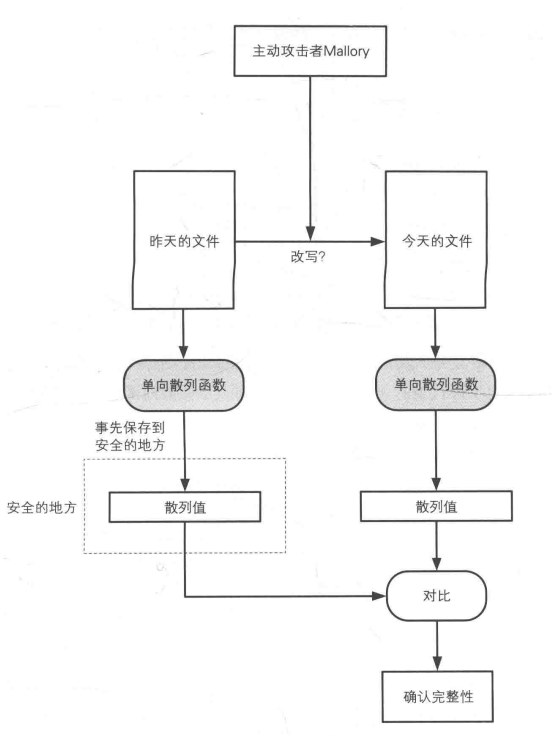 主动攻击者Mallory
昨天的文件
改写?
今天的文件
单向散列函数
单向散列函数
事先保存到
安全的地方
安全的地方
散列值
散列值
对比
确认完整性